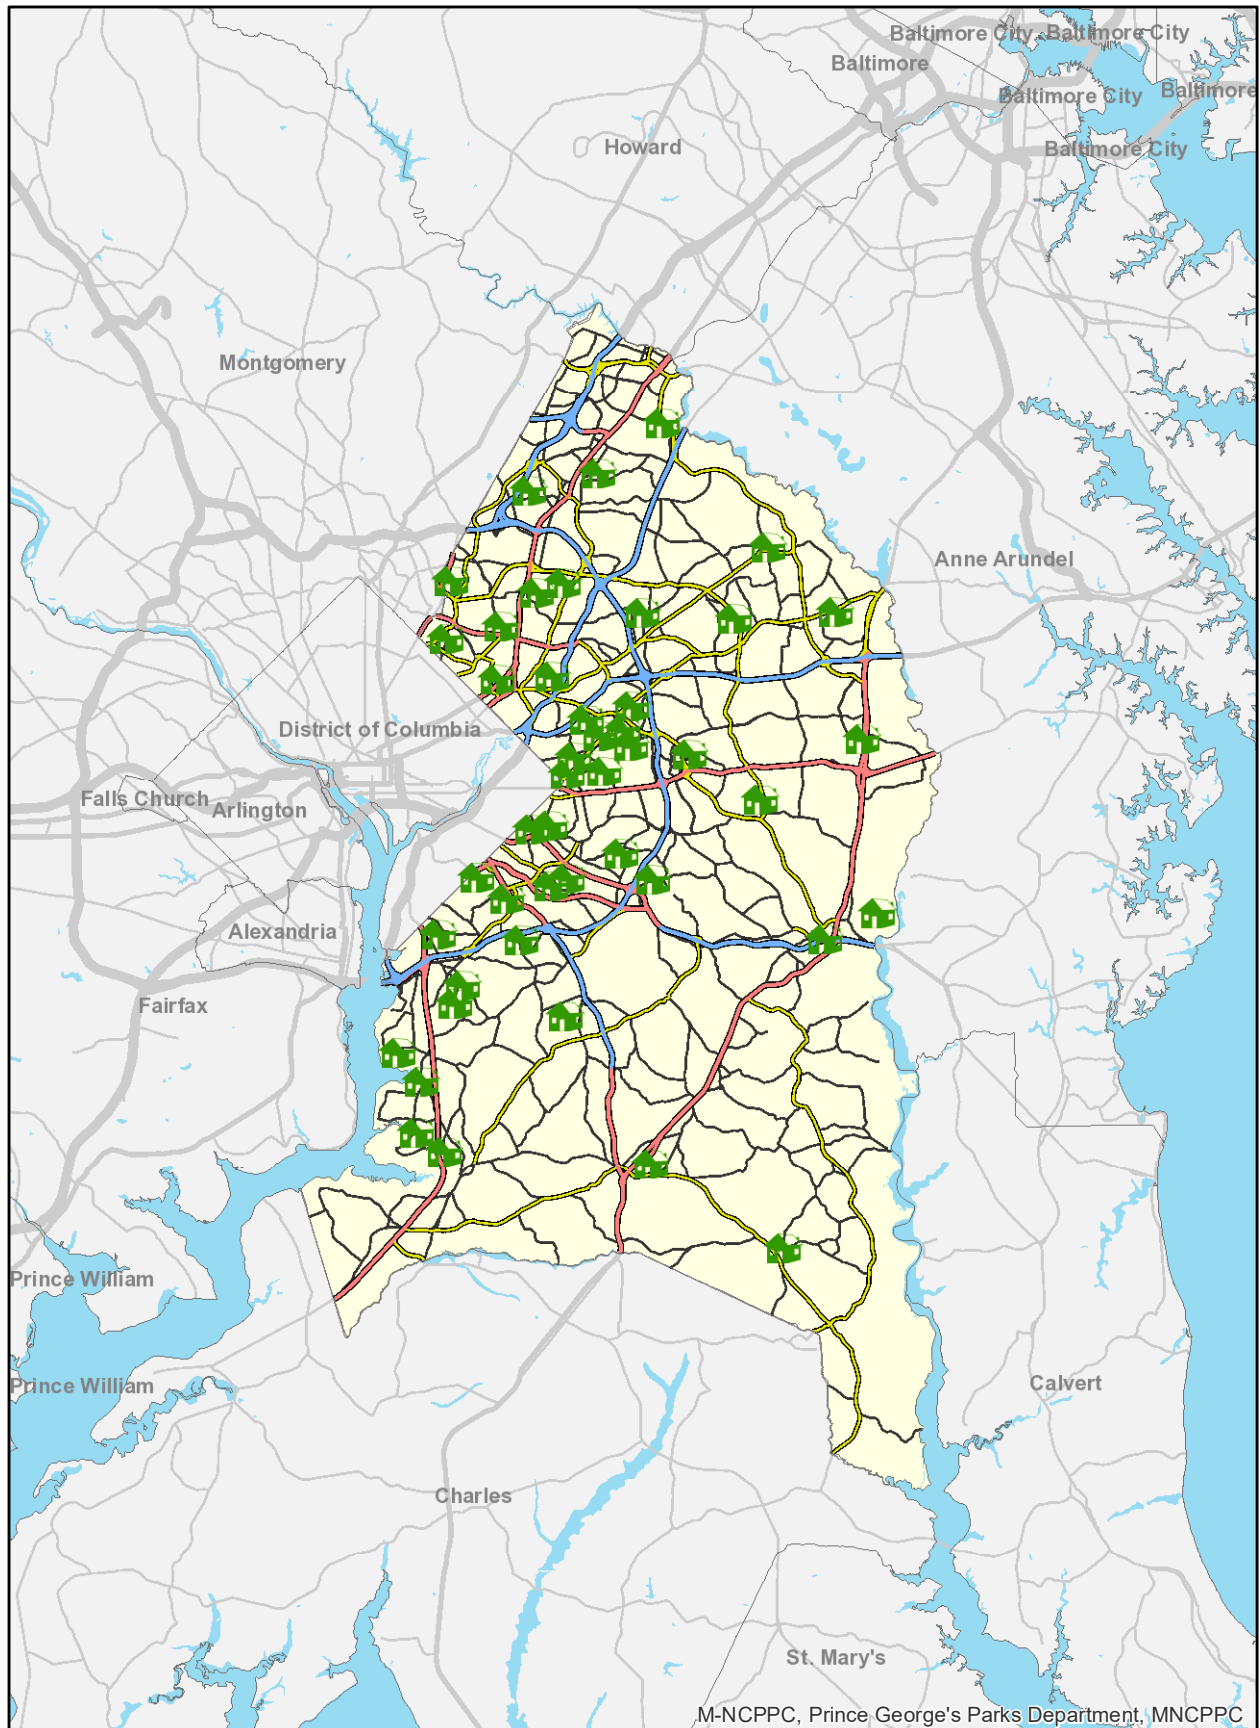 Baltimore City
Baltimore City
Baltimore
Baltimore City
Baltimore
Howard
Baltimore City
Montgomery
Anne Arundel
District of Columbia
Falls Church
Arlington
Alexandria
Fairfax
Prince William
Prince William
Calvert
Charles
St. Mary's
M-NCPPC, Prince George's Parks Department, MNCPPC